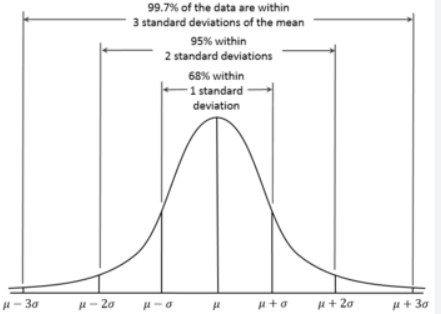 99.7% of the data are within
3 standard deviations of the mean
95% within
2 standard deviations
68% within
1 standard
deviation
μ − 3σ μ − 2σ μ − σ μ μ + σ μ + 2σ μ + 3σ